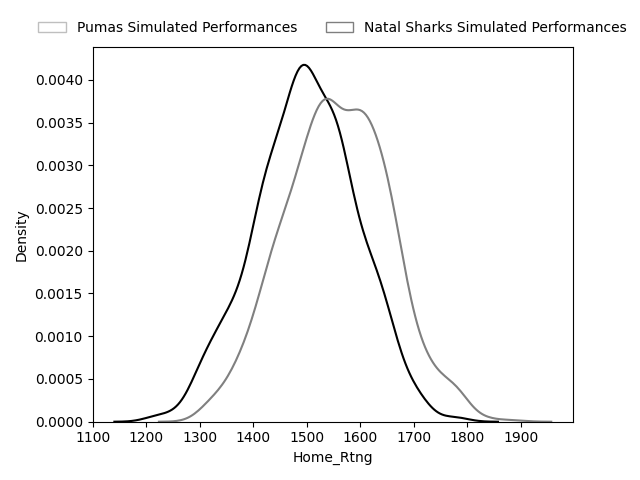 Pumas Simulated Performances Natal Sharks Simulated Performances
0.0040
0.0035
0.0030
0.0025
0.0020
0.0015
0.0010
0.0005
0.0000
Density
1100 1200 1300 1400 1500 1600 1700 1800 1900
Home_Rtng